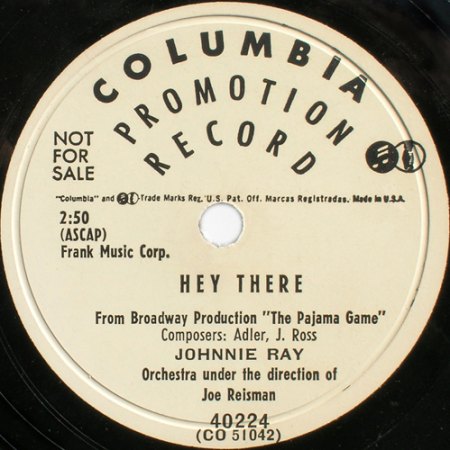 COLUMBIA
PROMOTION
RECORD
NOT
FOR
SALE
"Columbia" and Trade Marks Reg. U.S. Pat. Off. Marcas Registradas. Made in U.S.A.
2:50
(ASCAP)
Frank Music Corp.
HEY THERE
From Broadway Production "The Pajama Game"
Composers: Adler, J. Ross
JOHNNIE RAY
Orchestra under the direction of
Joe Reisman
40224
(CO 51042)